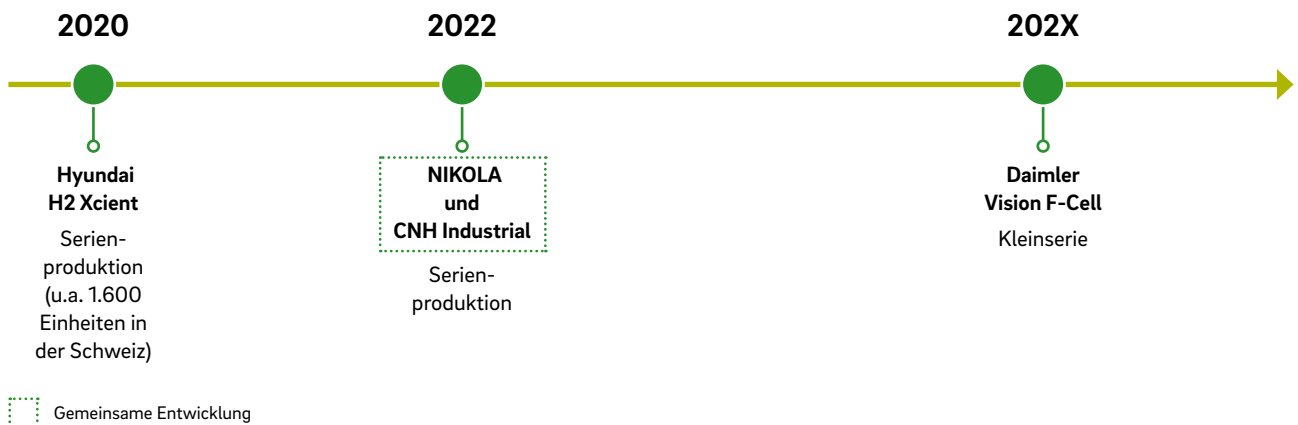 2020
2022
202X
Hyundai
H2 Xcient
Serien-
produktion
(u.a. 1.600
Einheiten in
der Schweiz)
NIKOLA
und
CNH Industrial
Serien-
produktion
Daimler
Vision F-Cell
Kleinserie
Gemeinsame Entwicklung